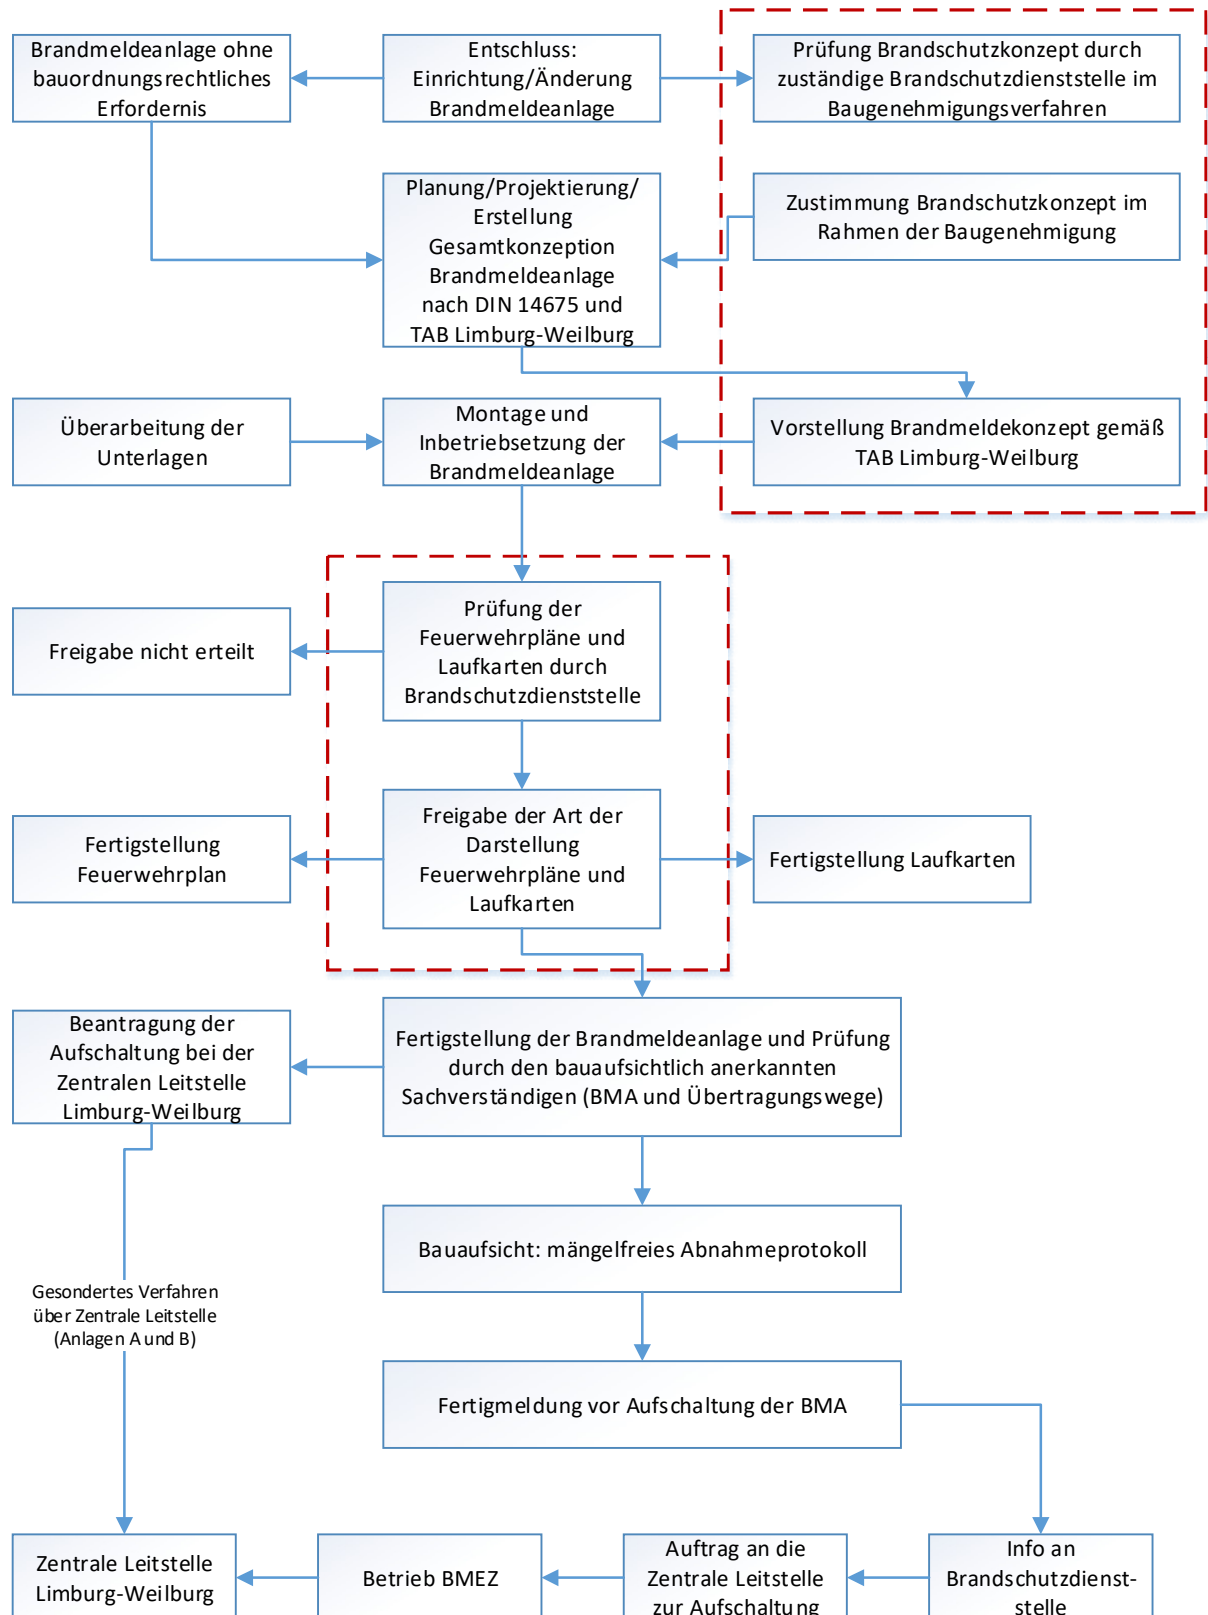 Brandmeldeanlage ohne
bauordnungsrechtliches
Erfordernis
Entschluss:
Einrichtung/Änderung
Brandmeldeanlage
Prüfung Brandschutzkonzept durch
zuständige Brandschutzdienststelle im
Baugenehmigungsverfahren
Planung/Projektierung/
Erstellung
Gesamtkonzeption
Brandmeldeanlage
nach DIN 14675 und
TAB Limburg-Weilburg
Zustimmung Brandschutzkonzept im
Rahmen der Baugenehmigung
Überarbeitung der
Unterlagen
Montage und
Inbetriebsetzung der
Brandmeldeanlage
Vorstellung Brandmeldekonzept gemäß
TAB Limburg-Weilburg
Freigabe nicht erteilt
Prüfung der
Feuerwehrpläne und
Laufkarten durch
Brandschutzdienststelle
Fertigstellung
Feuerwehrplan
Freigabe der Art der
Darstellung
Feuerwehrpläne und
Laufkarten
Fertigstellung Laufkarten
Beantragung der
Aufschaltung bei der
Zentralen Leitstelle
Limburg-Weilburg
Fertigstellung der Brandmeldeanlage und Prüfung
durch den bauaufsichtlich anerkannten
Sachverständigen (BMA und Übertragungswege)
Bauaufsicht: mängelfreies Abnahmeprotokoll
Gesondertes Verfahren
über Zentrale Leitstelle
(Anlagen A und B)
Fertigmeldung vor Aufschaltung der BMA
Zentrale Leitstelle
Limburg-Weilburg
Betrieb BMEZ
Auftrag an die
Zentrale Leitstelle
zur Aufschaltung
Info an
Brandschutzdienst-
stelle